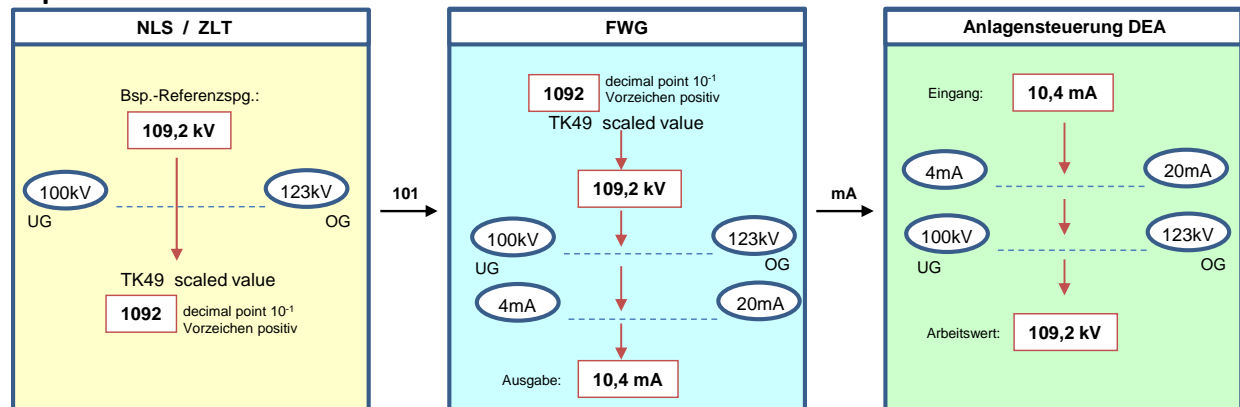 NLS / ZLT
Bsp.-Referenzspg.:
109,2 kV
100kV
123kV
UG
OG
TK49 scaled value
1092
decimal point 10⁻¹
Vorzeichen positiv
101
FWG
1092
decimal point 10⁻¹
Vorzeichen positiv
TK49 scaled value
109,2 kV
100kV
123kV
UG
OG
4mA
20mA
Ausgabe:
10,4 mA
mA
Anlagensteuerung DEA
Eingang:
10,4 mA
4mA
20mA
100kV
123kV
UG
OG
Arbeitswert:
109,2 kV